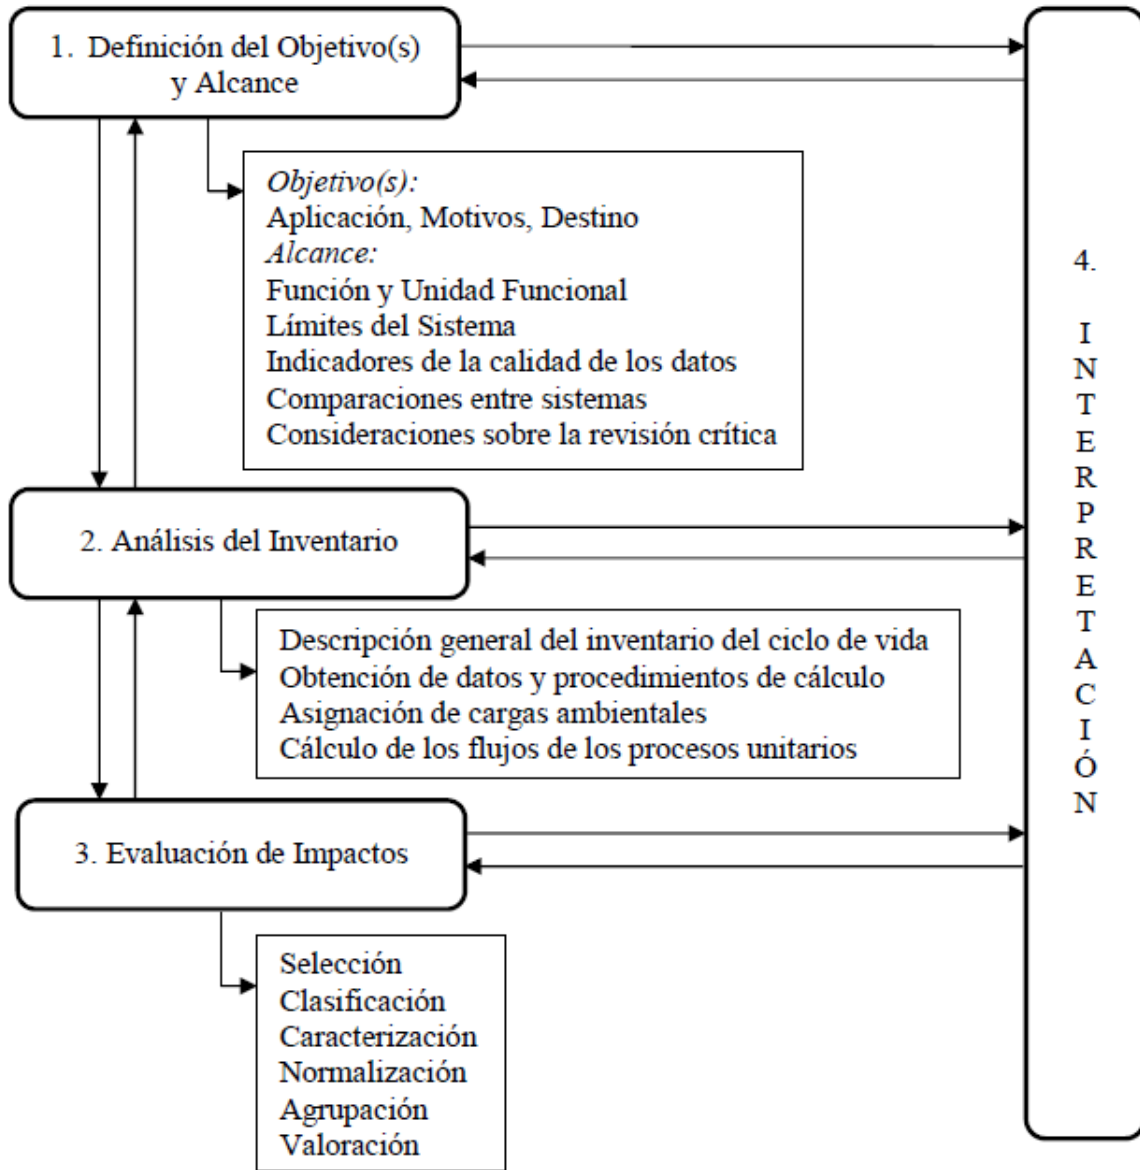 1. Definición del Objetivo(s)
y Alcance
Objetivo(s):
Aplicación, Motivos, Destino
Alcance:
Función y Unidad Funcional
Límites del Sistema
Indicadores de la calidad de los datos
Comparaciones entre sistemas
Consideraciones sobre la revisión crítica
2. Análisis del Inventario
Descripción general del inventario del ciclo de vida
Obtención de datos y procedimientos de cálculo
Asignación de cargas ambientales
Cálculo de los flujos de los procesos unitarios
3. Evaluación de Impactos
Selección
Clasificación
Caracterización
Normalización
Agrupación
Valoración
4.
I
N
T
E
R
P
R
E
T
A
C
I
Ó
N